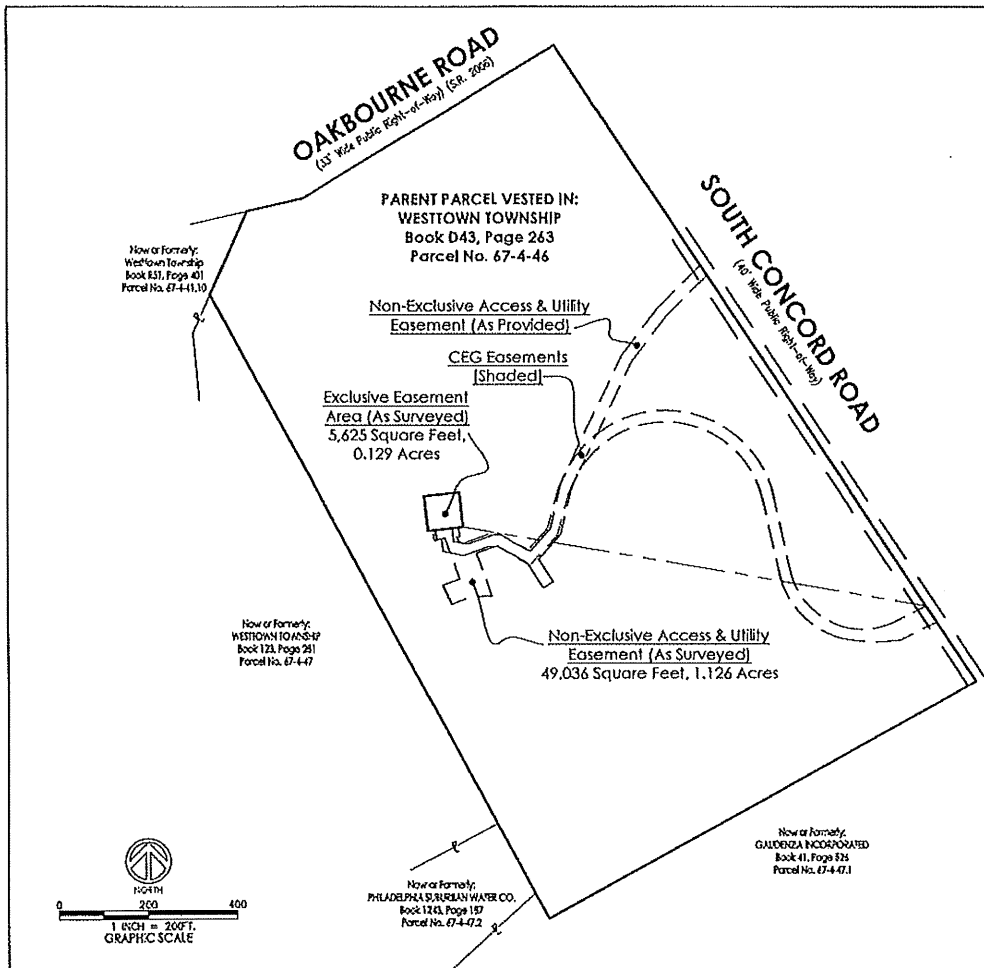 OAKBOURNE ROAD
(33' Wide Public Right-of-Way) (S.R. 2006)
PARENT PARCEL VESTED IN:
WESTTOWN TOWNSHIP
Book D43, Page 263
Parcel No. 67-4-46
SOUTH CONCORD ROAD
(40' Wide Public Right-of-Way)
Now or Formerly:
Westtown Township
Page 401
Parcel No. 67-4-41.10
Non-Exclusive Access & Utility
Easement (As Provided)
CEG Easements
(Shaded)
Exclusive Easement
Area (As Surveyed)
5,625 Square Feet,
0.129 Acres
Now or Formerly:
WESTTOWN TOWNSHIP
Book 123, Page 251
Parcel No. 67-4-47
Non-Exclusive Access & Utility
Easement (As Surveyed)
49,036 Square Feet, 1.126 Acres
NORTH
0 200 400
1 INCH = 200FT.
GRAPHIC SCALE
Now or Formerly:
PHILADELPHIA SUBURBAN WATER CO.
Book 1243, Page 157
Parcel No. 67-4-47.2
Now or Formerly:
GAUDENZA INCORPORATED
Book 41, Page 526
Parcel No. 67-4-47.1